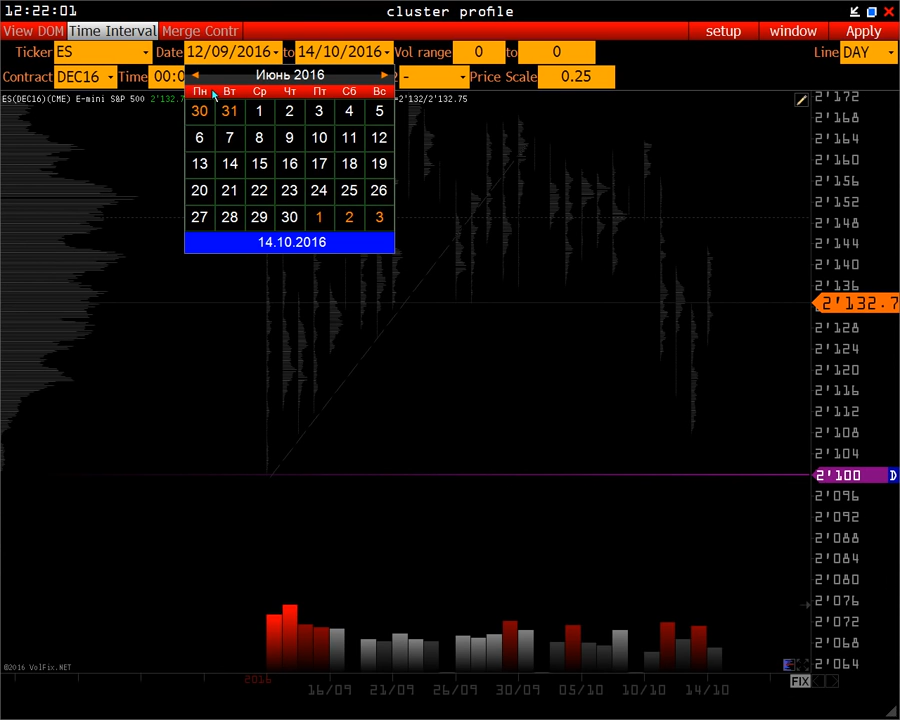 12:22:01 cluster profile
View DOM Time Interval Merge Contr setup window Apply
Ticker ES Date 12/09/2016 to 14/10/2016 Vol range 0 to 0 Line DAY
Contract DEC16 Time - Price Scale 0.25
Июнь 2016
Пн Вт Ср Чт Пт Сб Вс
ES(DEC16)(CME) E-mini S&P 500 =2'132/2'132.75
30 31 1 2 3 4 5
6 7 8 9 10 11 12
13 14 15 16 17 18 19
20 21 22 23 24 25 26
27 28 29 30 1 2 3
14.10.2016
2'172
2'168
2'164
2'160
2'156
2'152
2'148
2'144
2'140
2'136
2'132.7
2'128
2'124
2'120
2'116
2'112
2'108
2'104
2'100 D
2'096
2'092
2'088
2'084
2'080
2'076
2'072
2'068
2'064
©2016 VolFix.NET
2016 16/09 21/09 26/09 30/09 05/10 10/10 14/10
FIX